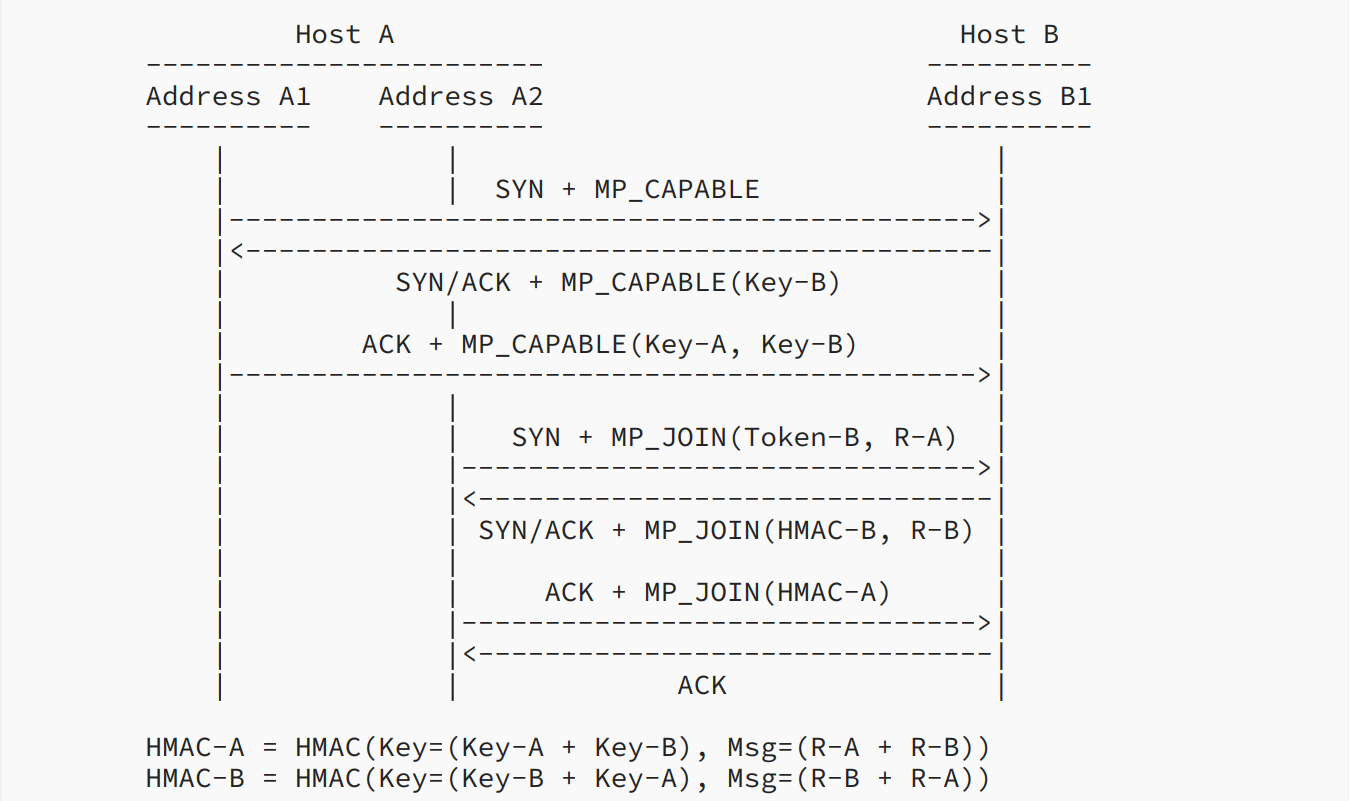 Host A Host B
Address A1 Address A2 Address B1
SYN + MP_CAPABLE
SYN/ACK + MP_CAPABLE(Key-B)
ACK + MP_CAPABLE(Key-A, Key-B)
SYN + MP_JOIN(Token-B, R-A)
SYN/ACK + MP_JOIN(HMAC-B, R-B)
ACK + MP_JOIN(HMAC-A)
ACK
HMAC-A = HMAC(Key=(Key-A + Key-B), Msg=(R-A + R-B))
HMAC-B = HMAC(Key=(Key-B + Key-A), Msg=(R-B + R-A))